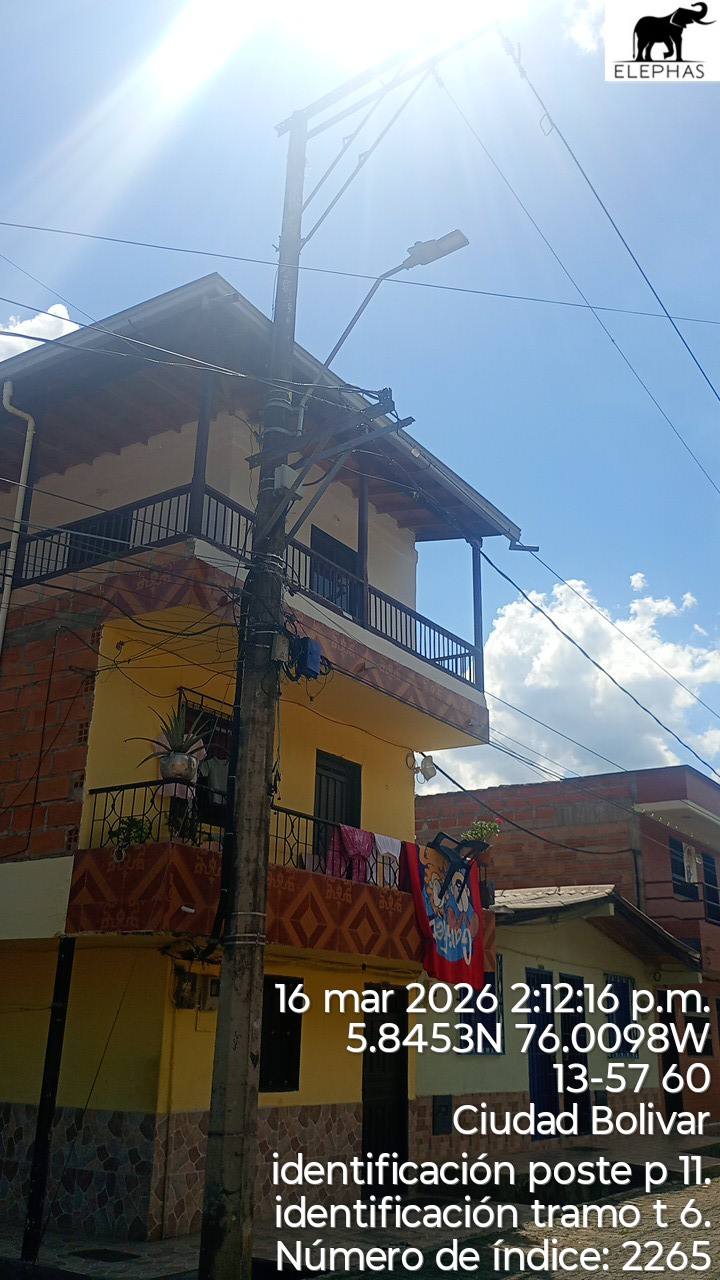 ELEPHAS
16 mar 2026 2:12:16 p.m.
5.8453N 76.0098W
13-57 60
Ciudad Bolivar
identificación poste p 11.
identificación tramo t 6.
Número de índice: 2265